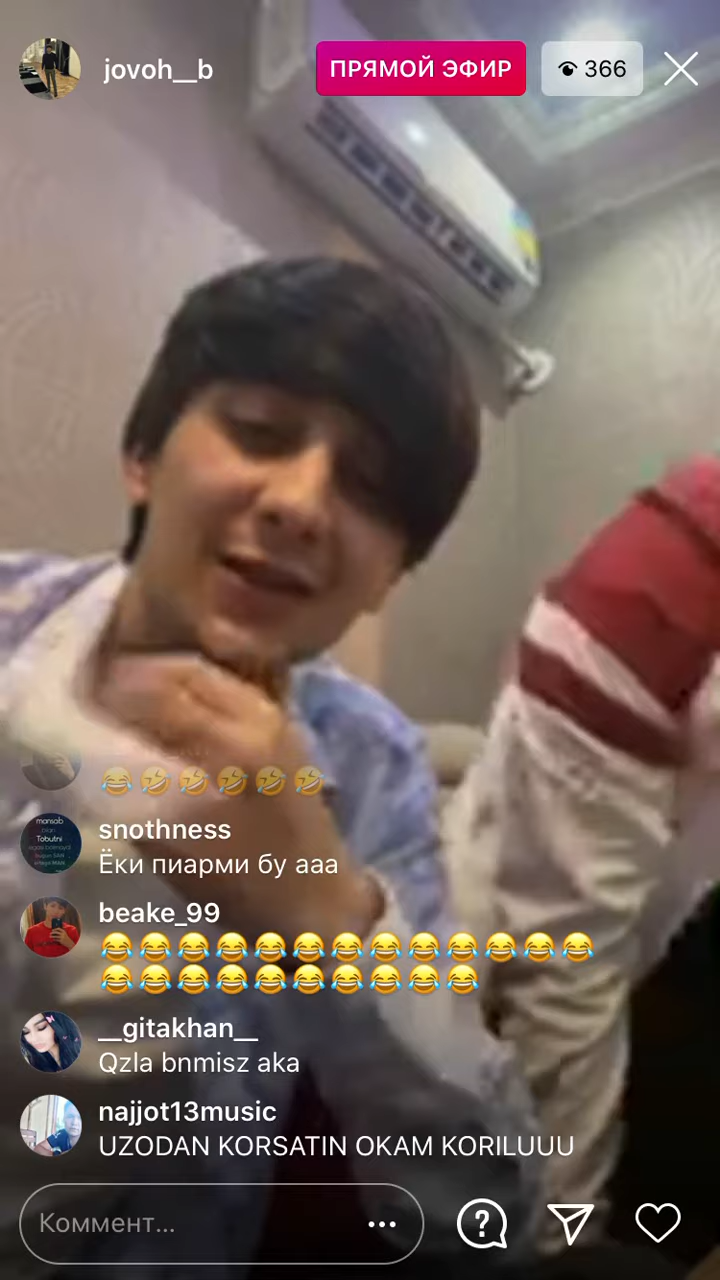 jovoh__b
ПРЯМОЙ ЭФИР
366
😂🤣🤣🤣🤣🤣
snothness
Ёки пиарми бу ааа
beake_99
😂😂😂😂😂😂😂😂😂😂😂😂😂
😂😂😂😂😂😂😂😂😂😂
__gitakhan__
Qzla bnmisz aka
najjot13music
UZODAN KORSATIN OKAM KORILUUU
Коммент...